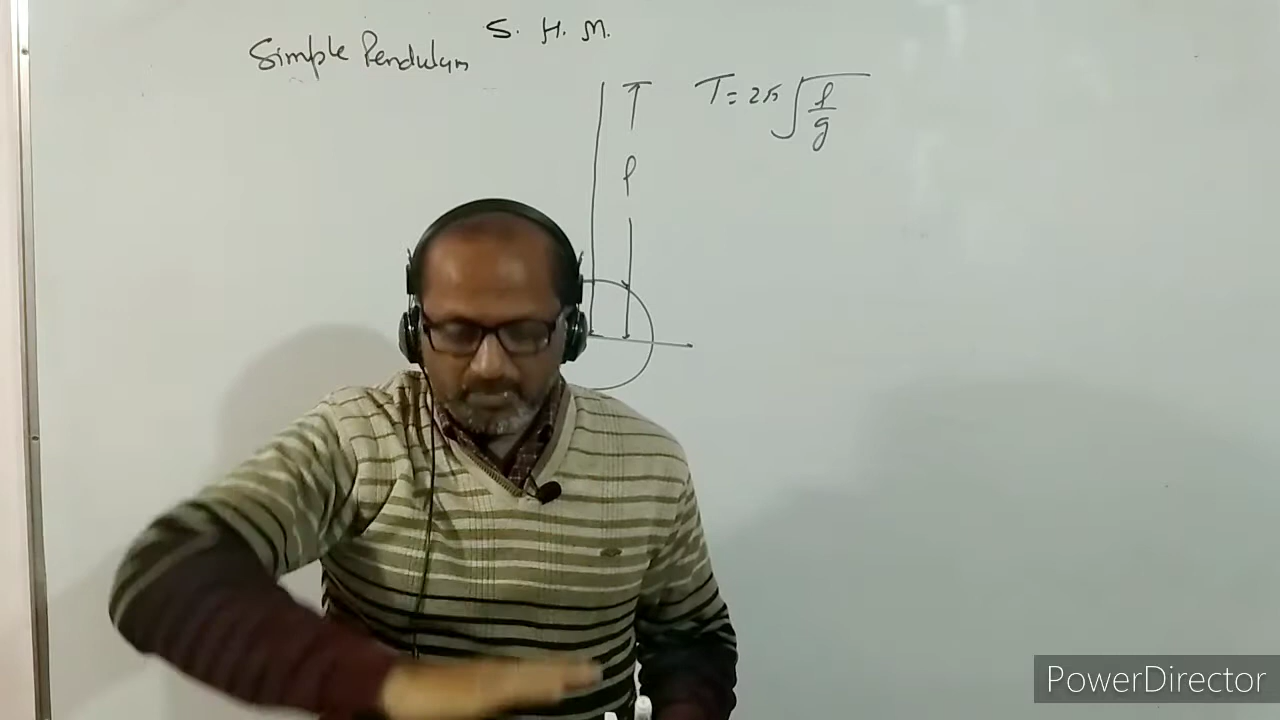 S. H. M.
Simple Pendulum
T = 2π √(l/g)
l
PowerDirector